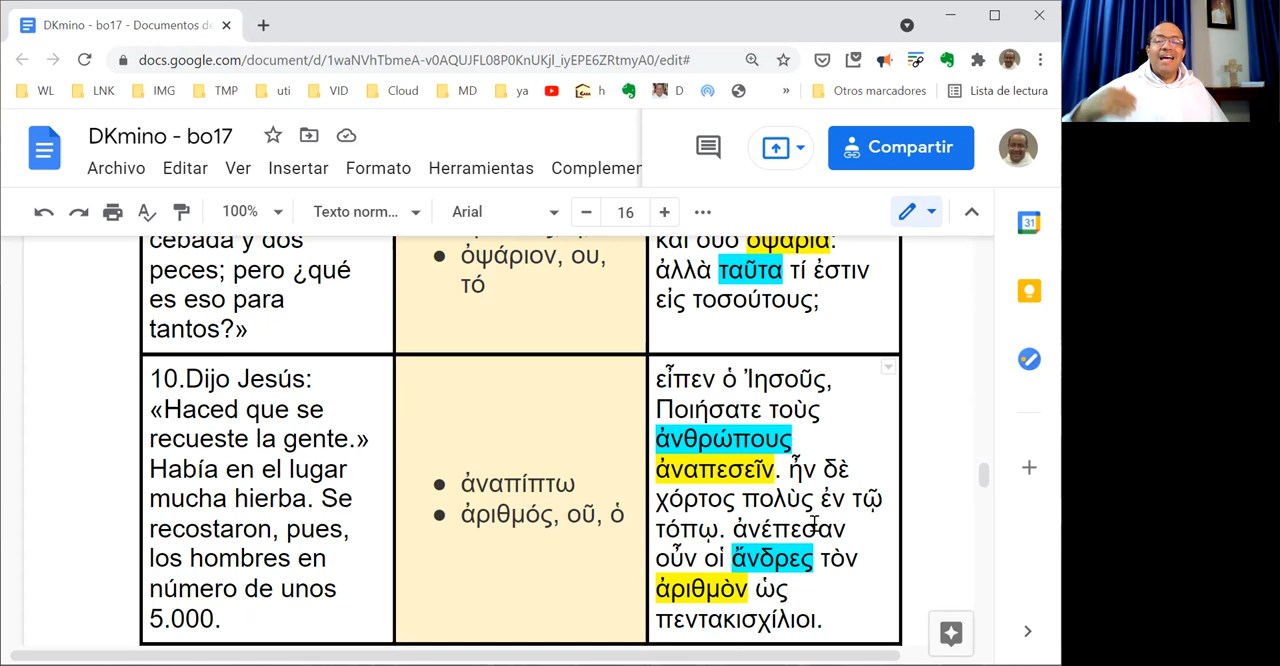 DKmino - bo17 - Documentos de
docs.google.com/document/d/1waNVhTbmeA-v0AQUJFL08P0KnUKjl_iyEPE6ZRtmyA0/edit#
WL LNK IMG TMP uti VID Cloud MD ya h D » Otros marcadores Lista de lectura
DKmino - bo17
Compartir
Archivo Editar Ver Insertar Formato Herramientas Complemen
100% Texto norm... Arial 16
31
cebada y dos
peces; pero ¿qué
es eso para
tantos?»
ὀψάριον, ου,
τό
καὶ δύο ὀψάρια:
ἀλλὰ ταῦτα τί ἐστιν
εἰς τοσούτους;
10.Dijo Jesús:
«Haced que se
recueste la gente.»
Había en el lugar
mucha hierba. Se
recostaron, pues,
los hombres en
número de unos
5.000.
ἀναπίπτω
ἀριθμός, οῦ, ὁ
εἶπεν ὁ Ἰησοῦς,
Ποιήσατε τοὺς
ἀνθρώπους
ἀναπεσεῖν. ἦν δὲ
χόρτος πολὺς ἐν τῷ
τόπῳ. ἀνέπεσαν
οὖν οἱ ἄνδρες τὸν
ἀριθμὸν ὡς
πεντακισχίλιοι.